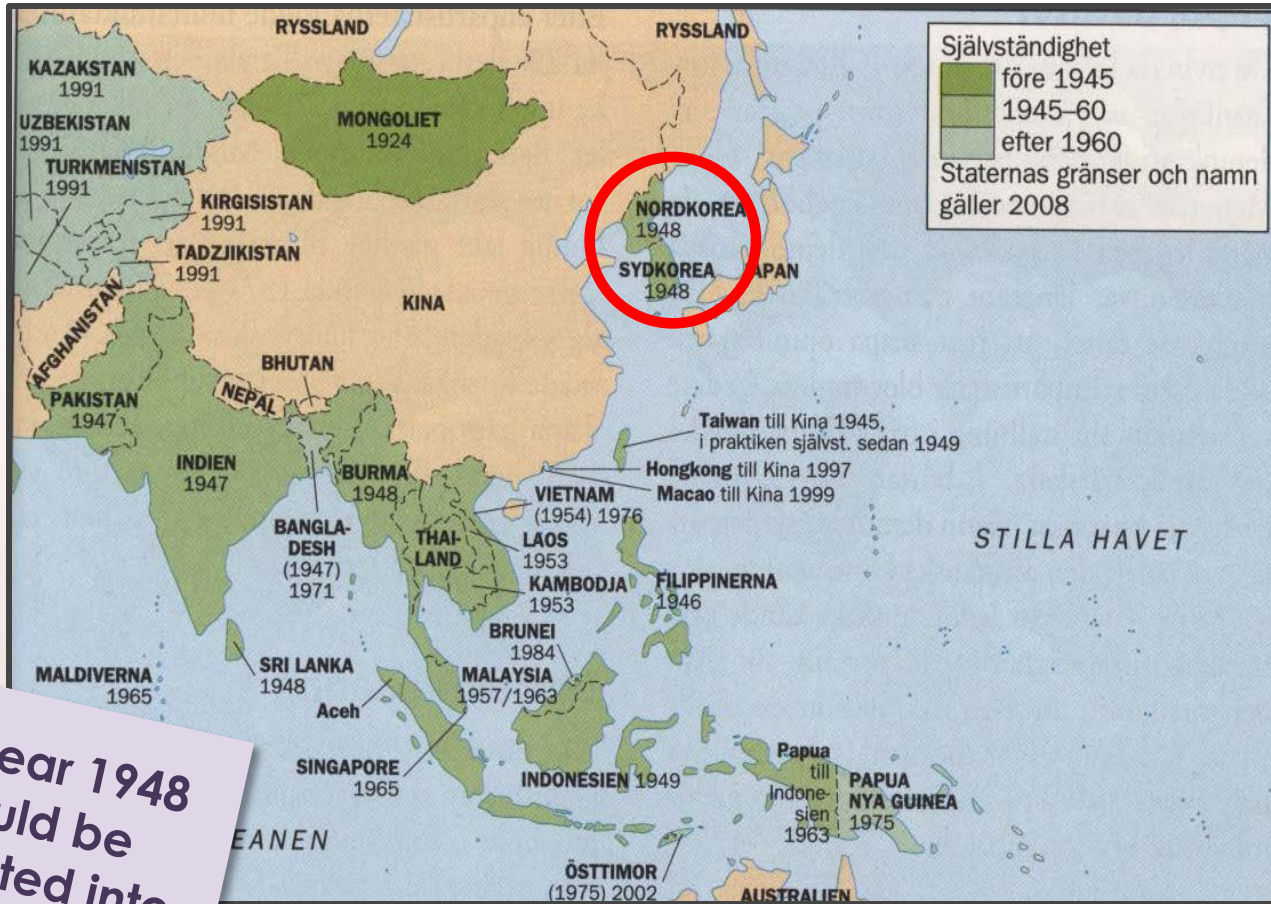 RYSSLAND
RYSSLAND
Självständighet
före 1945
1945–60
efter 1960
Staternas gränser och namn
gäller 2008
KAZAKSTAN
1991
UZBEKISTAN
1991
TURKMENISTAN
1991
MONGOLIET
1924
KIRGISISTAN
1991
TADZJIKISTAN
1991
NORDKOREA
1948
SYDKOREA
1948
APAN
KINA
AFGHANISTAN
BHUTAN
NEPAL
PAKISTAN
1947
INDIEN
1947
BURMA
1948
Taiwan till Kina 1945,
i praktiken självst. sedan 1949
Hongkong till Kina 1997
Macao till Kina 1999
VIETNAM
(1954) 1976
BANGLA-
DESH
(1947)
1971
THAI-
LAND
LAOS
1953
KAMBODJA
1953
FILIPPINERNA
1946
STILLA HAVET
BRUNEI
1984
MALDIVERNA
1965
SRI LANKA
1948
MALAYSIA
1957/1963
Aceh
SINGAPORE
1965
INDONESIEN 1949
Papua
till
Indone-
sien
1963
PAPUA
NYA GUINEA
1975
EANEN
ÖSTTIMOR
(1975) 2002
AUSTRALIEN
ear 1948
uld be
ted into